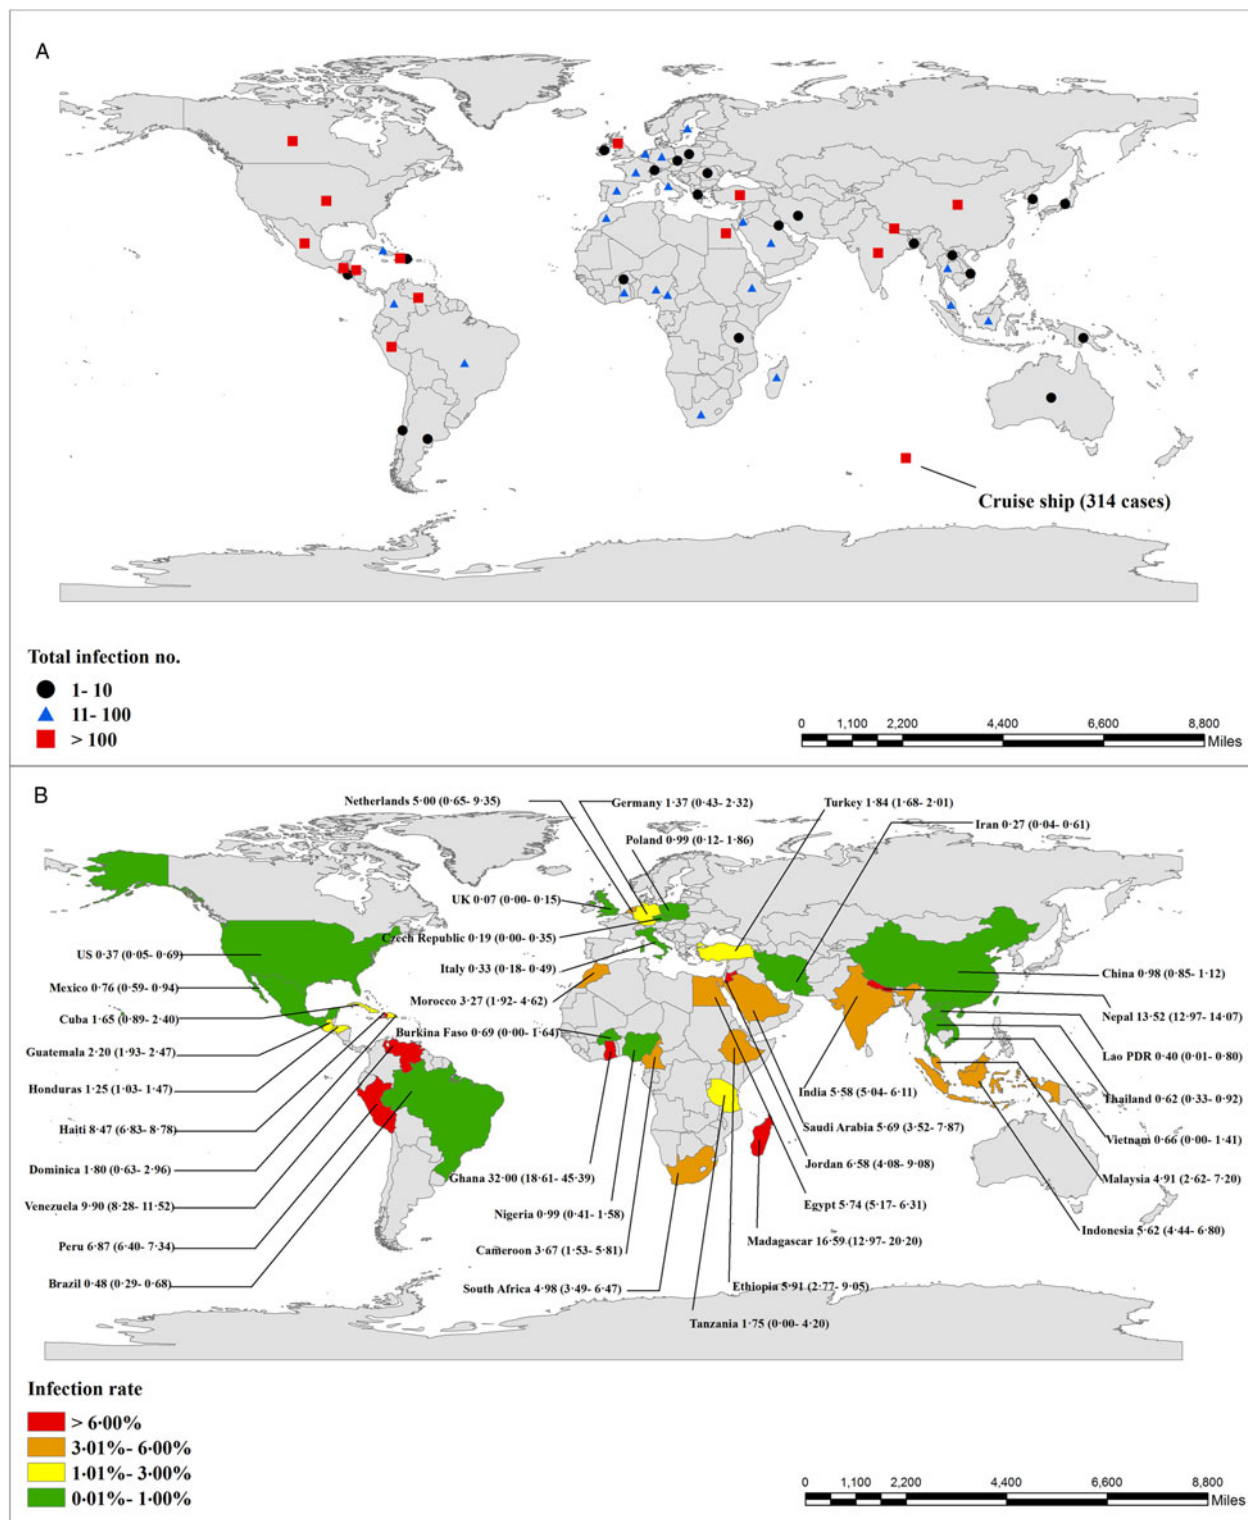 A
Cruise ship (314 cases)
Total infection no.
1- 10
11- 100
> 100
0 1,100 2,200 4,400 6,600 8,800
Miles
B
Netherlands 5·00 (0·65- 9·35)
Germany 1·37 (0·43- 2·32)
Turkey 1·84 (1·68- 2·01)
Iran 0·27 (0·04- 0·61)
Poland 0·99 (0·12- 1·86)
UK 0·07 (0·00- 0·15)
Czech Republic 0·19 (0·00- 0·35)
US 0·37 (0·05- 0·69)
Italy 0·33 (0·18- 0·49)
China 0·98 (0·85- 1·12)
Mexico 0·76 (0·59- 0·94)
Morocco 3·27 (1·92- 4·62)
Nepal 13·52 (12·97- 14·07)
Cuba 1·65 (0·89- 2·40)
Burkina Faso 0·69 (0·00- 1·64)
Guatemala 2·20 (1·93- 2·47)
Lao PDR 0·40 (0·01- 0·80)
Honduras 1·25 (1·03- 1·47)
India 5·58 (5·04- 6·11)
Thailand 0·62 (0·33- 0·92)
Haiti 8·47 (6·83- 8·78)
Saudi Arabia 5·69 (3·52- 7·87)
Vietnam 0·66 (0·00- 1·41)
Dominica 1·80 (0·63- 2·96)
Ghana 32·00 (18·61- 45·39)
Jordan 6·58 (4·08- 9·08)
Malaysia 4·91 (2·62- 7·20)
Venezuela 9·90 (8·28- 11·52)
Nigeria 0·99 (0·41- 1·58)
Egypt 5·74 (5·17- 6·31)
Indonesia 5·62 (4·44- 6·80)
Peru 6·87 (6·40- 7·34)
Cameroon 3·67 (1·53- 5·81)
Madagascar 16·59 (12·97- 20·20)
Brazil 0·48 (0·29- 0·68)
South Africa 4·98 (3·49- 6·47)
Ethiopia 5·91 (2·77- 9·05)
Tanzania 1·75 (0·00- 4·20)
Infection rate
> 6·00%
3·01%- 6·00%
1·01%- 3·00%
0·01%- 1·00%
0 1,100 2,200 4,400 6,600 8,800
Miles